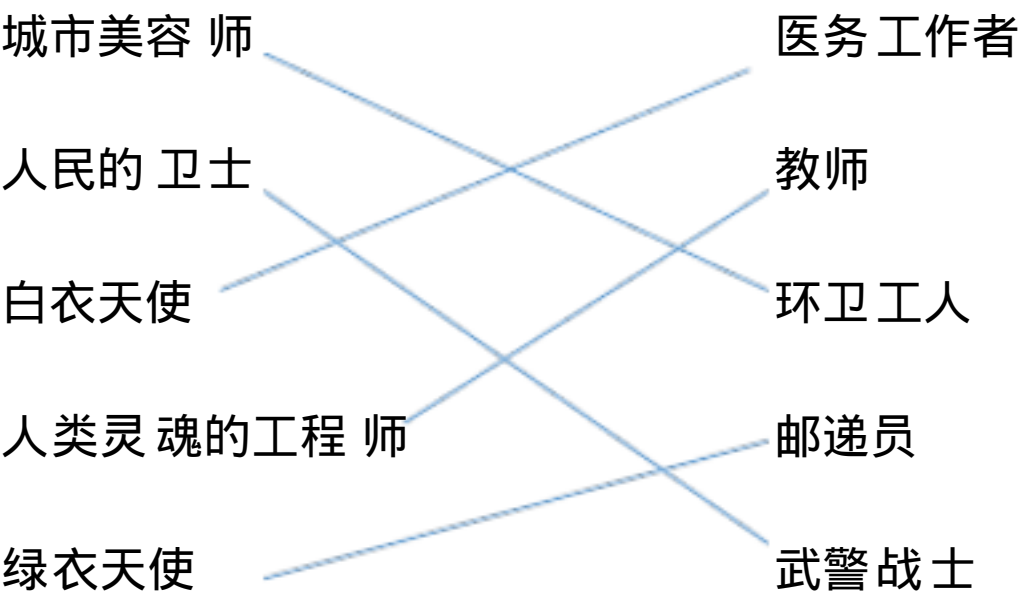 城市美容师 医务工作者
人民的卫士 教师
白衣天使 环卫工人
人类灵魂的工程师 邮递员
绿衣天使 武警战士